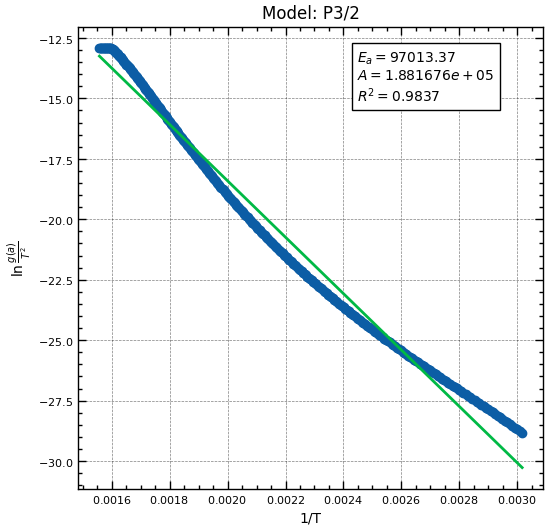 Model: P3/2
E_a = 97013.37
A = 1.881676e + 05
R^2 = 0.9837
−12.5
−15.0
−17.5
−20.0
−22.5
−25.0
−27.5
−30.0
ln g(a)/T^2
0.0016 0.0018 0.0020 0.0022 0.0024 0.0026 0.0028 0.0030
1/T